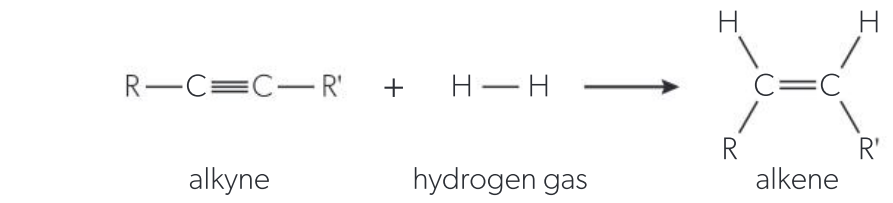 H H
R—C≡C—R' + H—H ⟶ C=C
R R'
alkyne hydrogen gas alkene